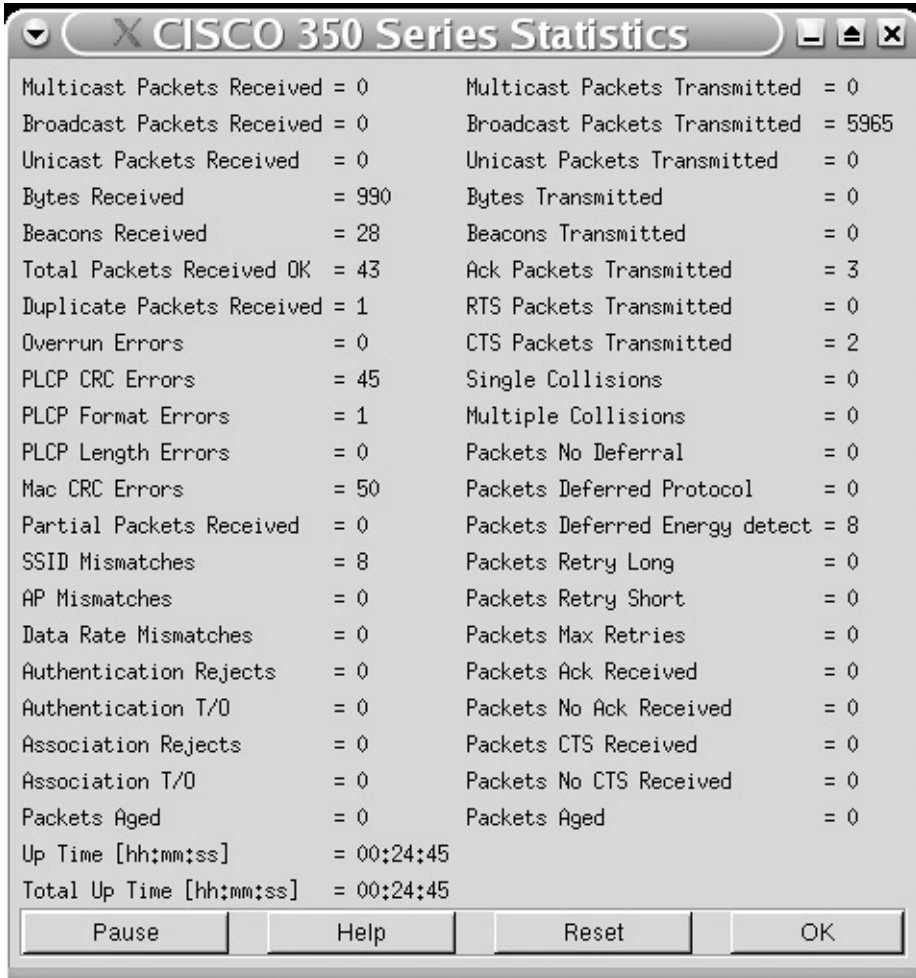 X CISCO 350 Series Statistics
Multicast Packets Received = 0 Multicast Packets Transmitted = 0
Broadcast Packets Received = 0 Broadcast Packets Transmitted = 5965
Unicast Packets Received = 0 Unicast Packets Transmitted = 0
Bytes Received = 990 Bytes Transmitted = 0
Beacons Received = 28 Beacons Transmitted = 0
Total Packets Received OK = 43 Ack Packets Transmitted = 3
Duplicate Packets Received = 1 RTS Packets Transmitted = 0
Overrun Errors = 0 CTS Packets Transmitted = 2
PLCP CRC Errors = 45 Single Collisions = 0
PLCP Format Errors = 1 Multiple Collisions = 0
PLCP Length Errors = 0 Packets No Deferral = 0
Mac CRC Errors = 50 Packets Deferred Protocol = 0
Partial Packets Received = 0 Packets Deferred Energy detect = 8
SSID Mismatches = 8 Packets Retry Long = 0
AP Mismatches = 0 Packets Retry Short = 0
Data Rate Mismatches = 0 Packets Max Retries = 0
Authentication Rejects = 0 Packets Ack Received = 0
Authentication T/O = 0 Packets No Ack Received = 0
Association Rejects = 0 Packets CTS Received = 0
Association T/O = 0 Packets No CTS Received = 0
Packets Aged = 0 Packets Aged = 0
Up Time [hh:mm:ss] = 00:24:45
Total Up Time [hh:mm:ss] = 00:24:45
Pause Help Reset OK